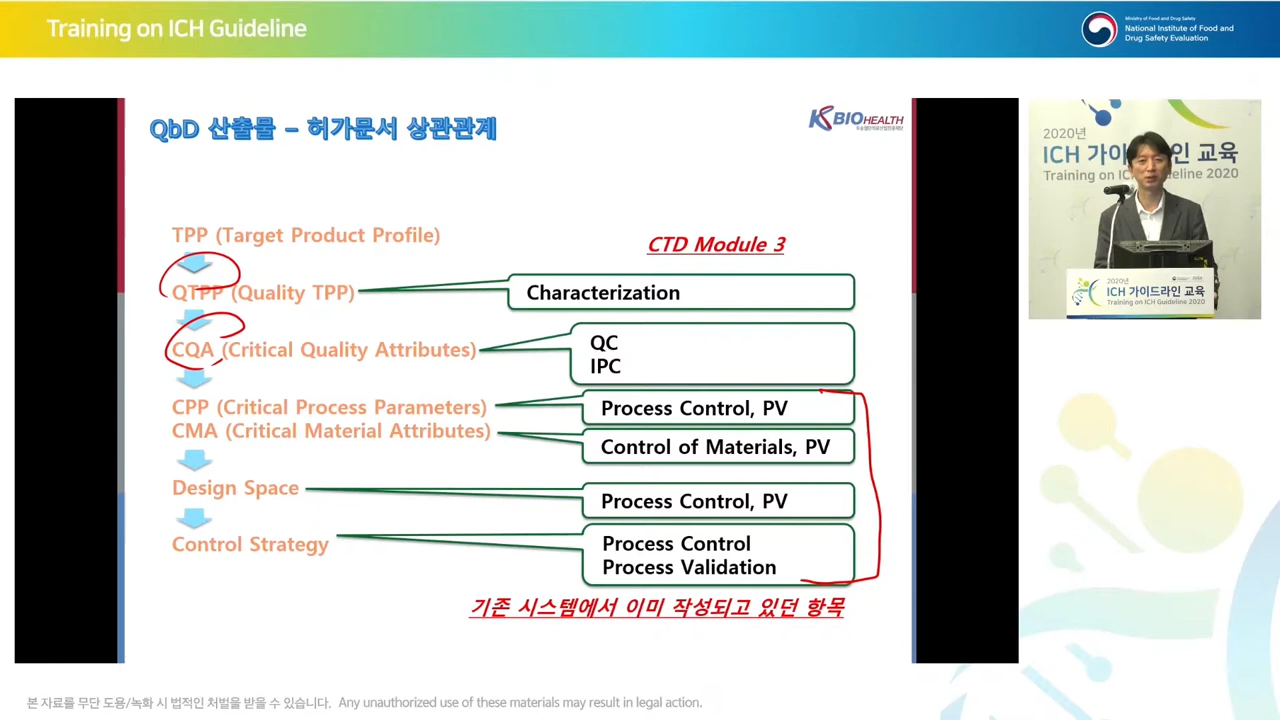 Training on ICH Guideline
Ministry of Food and Drug Safety
National Institute of Food and
Drug Safety Evaluation
QbD 산출물 – 허가문서 상관관계
KBIOHEALTH
TPP (Target Product Profile)
CTD Module 3
QTPP (Quality TPP)
Characterization
CQA (Critical Quality Attributes)
QC
IPC
CPP (Critical Process Parameters)
Process Control, PV
CMA (Critical Material Attributes)
Control of Materials, PV
Design Space
Process Control, PV
Control Strategy
Process Control
Process Validation
기존 시스템에서 이미 작성되고 있던 항목
2020년
ICH 가이 인 교육
Training on ICH deline 2020
2020년
ICH 가이드라인 교육
Training on ICH Guideline 2020
본 자료를 무단 도용/녹화 시 법적인 처벌을 받을 수 있습니다. Any unauthorized use of these materials may result in legal action.